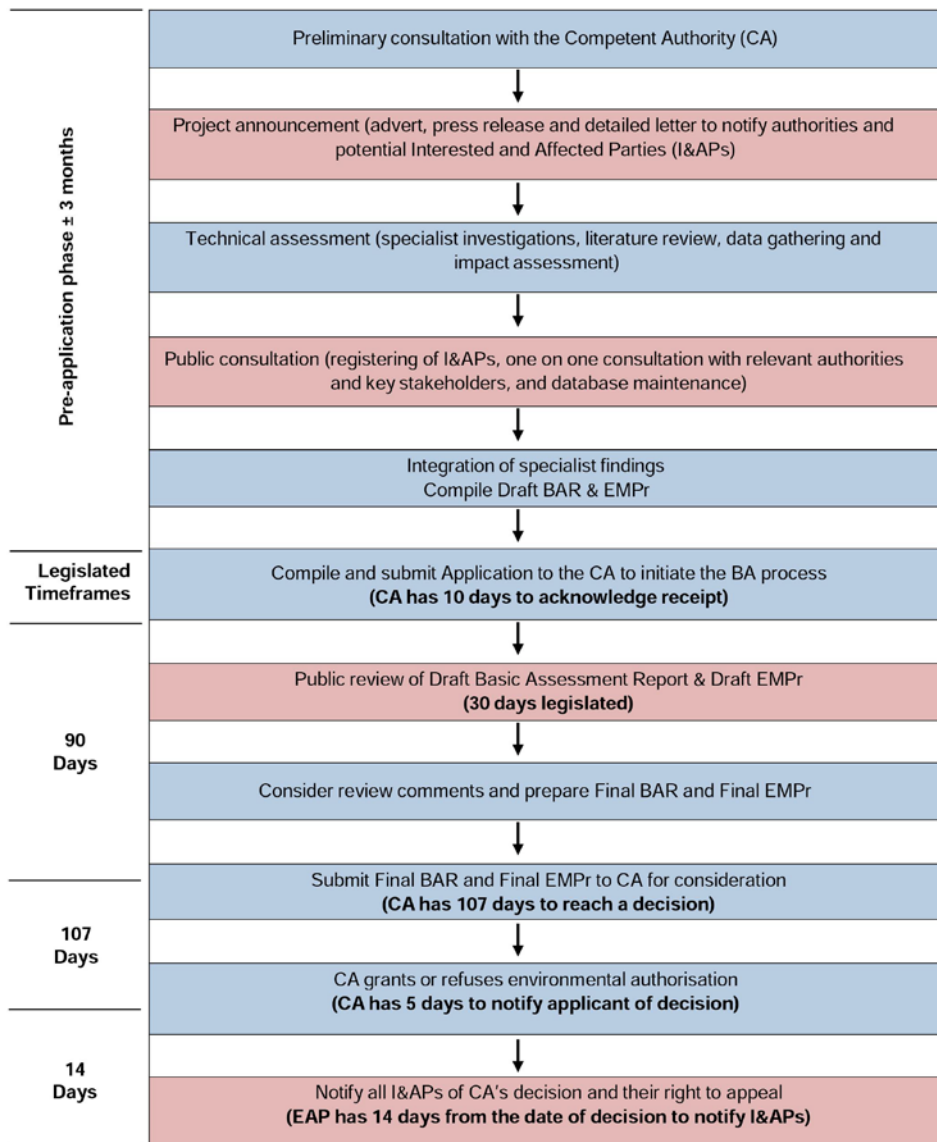 Pre-application phase ± 3 months
Preliminary consultation with the Competent Authority (CA)
Project announcement (advert, press release and detailed letter to notify authorities and
potential Interested and Affected Parties (I&APs)
Technical assessment (specialist investigations, literature review, data gathering and
impact assessment)
Public consultation (registering of I&APs, one on one consultation with relevant authorities
and key stakeholders, and database maintenance)
Integration of specialist findings
Compile Draft BAR & EMPr
Legislated
Timeframes
Compile and submit Application to the CA to initiate the BA process
(CA has 10 days to acknowledge receipt)
90
Days
Public review of Draft Basic Assessment Report & Draft EMPr
(30 days legislated)
Consider review comments and prepare Final BAR and Final EMPr
Submit Final BAR and Final EMPr to CA for consideration
(CA has 107 days to reach a decision)
107
Days
CA grants or refuses environmental authorisation
(CA has 5 days to notify applicant of decision)
14
Days
Notify all I&APs of CA's decision and their right to appeal
(EAP has 14 days from the date of decision to notify I&APs)